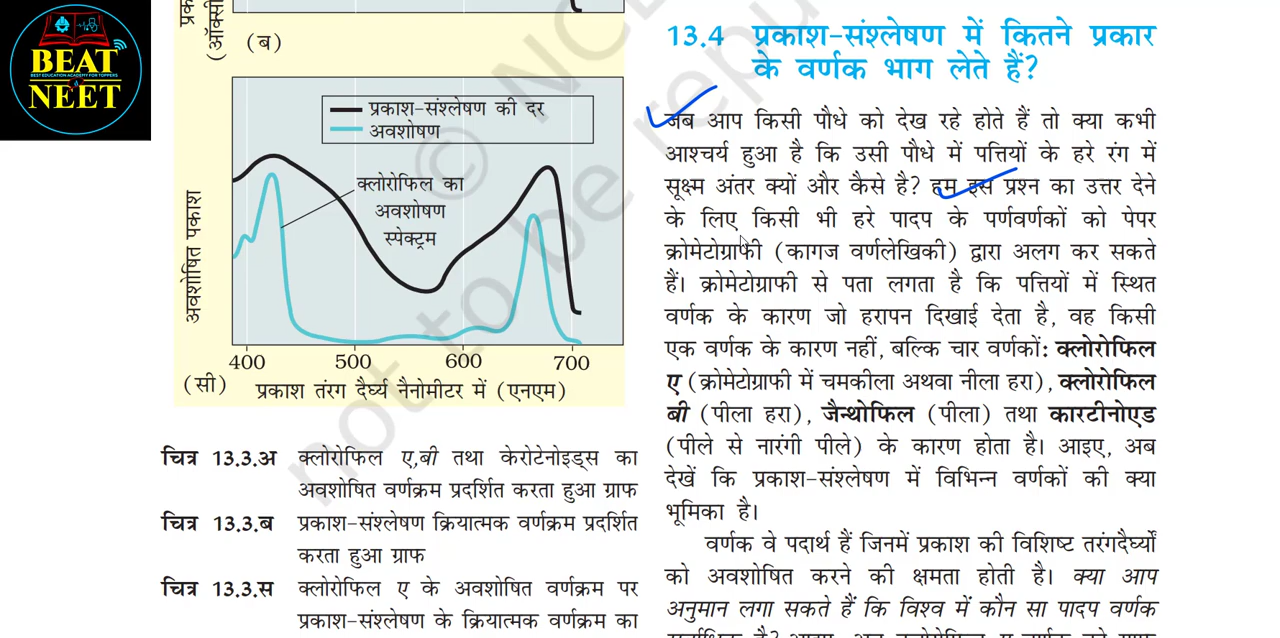 BEAT
BEST EDUCATION ACADEMY FOR TOPPERS
NEET
(ऑक्सी
(ब)
प्रकाश-संश्लेषण की दर
अवशोषण
क्लोरोफिल का
अवशोषण
स्पेक्ट्रम
अवशोषित पकाश
400 500 600 700
(सी) प्रकाश तरंग दैर्घ्य नैनोमीटर में (एनएम)
चित्र 13.3.अ क्लोरोफिल ए,बी तथा केरोटेनोइड्स का
अवशोषित वर्णक्रम प्रदर्शित करता हुआ ग्राफ
चित्र 13.3.ब प्रकाश-संश्लेषण क्रियात्मक वर्णक्रम प्रदर्शित
करता हुआ ग्राफ
चित्र 13.3.स क्लोरोफिल ए के अवशोषित वर्णक्रम पर
प्रकाश-संश्लेषण के क्रियात्मक वर्णक्रम का
13.4 प्रकाश-संश्लेषण में कितने प्रकार
के वर्णक भाग लेते हैं?
जब आप किसी पौधे को देख रहे होते हैं तो क्या कभी
आश्चर्य हुआ है कि उसी पौधे में पत्तियों के हरे रंग में
सूक्ष्म अंतर क्यों और कैसे है? हम इस प्रश्न का उत्तर देने
के लिए किसी भी हरे पादप के पर्णवर्णकों को पेपर
क्रोमेटोग्राफी (कागज वर्णलेखिकी) द्वारा अलग कर सकते
हैं। क्रोमेटोग्राफी से पता लगता है कि पत्तियों में स्थित
वर्णक के कारण जो हरापन दिखाई देता है, वह किसी
एक वर्णक के कारण नहीं, बल्कि चार वर्णकों: क्लोरोफिल
ए (क्रोमेटोग्राफी में चमकीला अथवा नीला हरा), क्लोरोफिल
बी (पीला हरा), जैन्थोफिल (पीला) तथा कारटीनोएड
(पीले से नारंगी पीले) के कारण होता है। आइए, अब
देखें कि प्रकाश-संश्लेषण में विभिन्न वर्णकों की क्या
भूमिका है।
वर्णक वे पदार्थ हैं जिनमें प्रकाश की विशिष्ट तरंगदैर्घ्यों
को अवशोषित करने की क्षमता होती है। क्या आप
अनुमान लगा सकते हैं कि विश्व में कौन सा पादप वर्णक
© NCE
not to be repu